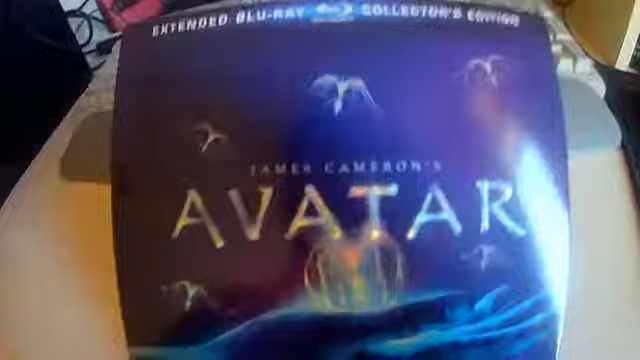 EXTENDED BLU-RAY COLLECTOR'S EDITION
JAMES CAMERON'S
AVATAR